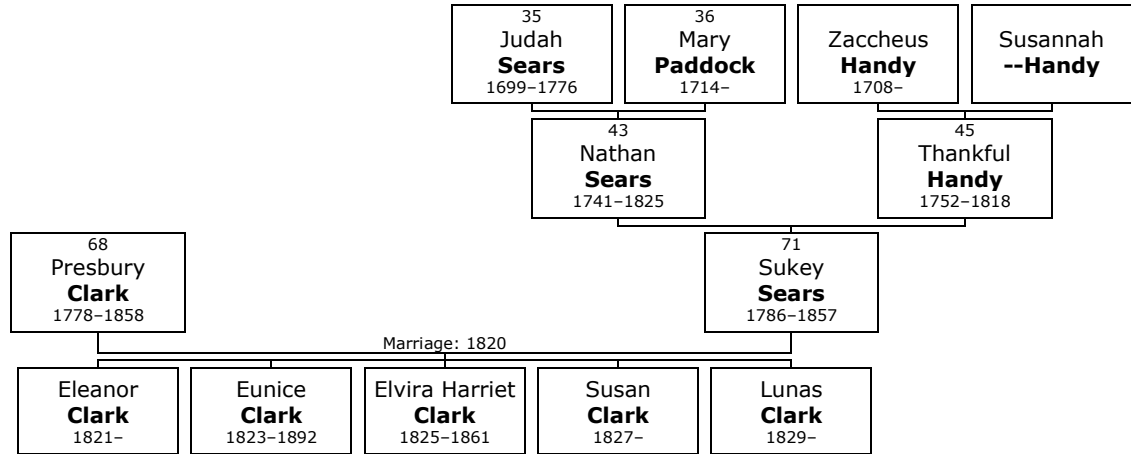 35
Judah
Sears
1699–1776
36
Mary
Paddock
1714–
Zaccheus
Handy
1708–
Susannah
--Handy
43
Nathan
Sears
1741–1825
45
Thankful
Handy
1752–1818
68
Presbury
Clark
1778–1858
71
Sukey
Sears
1786–1857
Marriage: 1820
Eleanor
Clark
1821–
Eunice
Clark
1823–1892
Elvira Harriet
Clark
1825–1861
Susan
Clark
1827–
Lunas
Clark
1829–